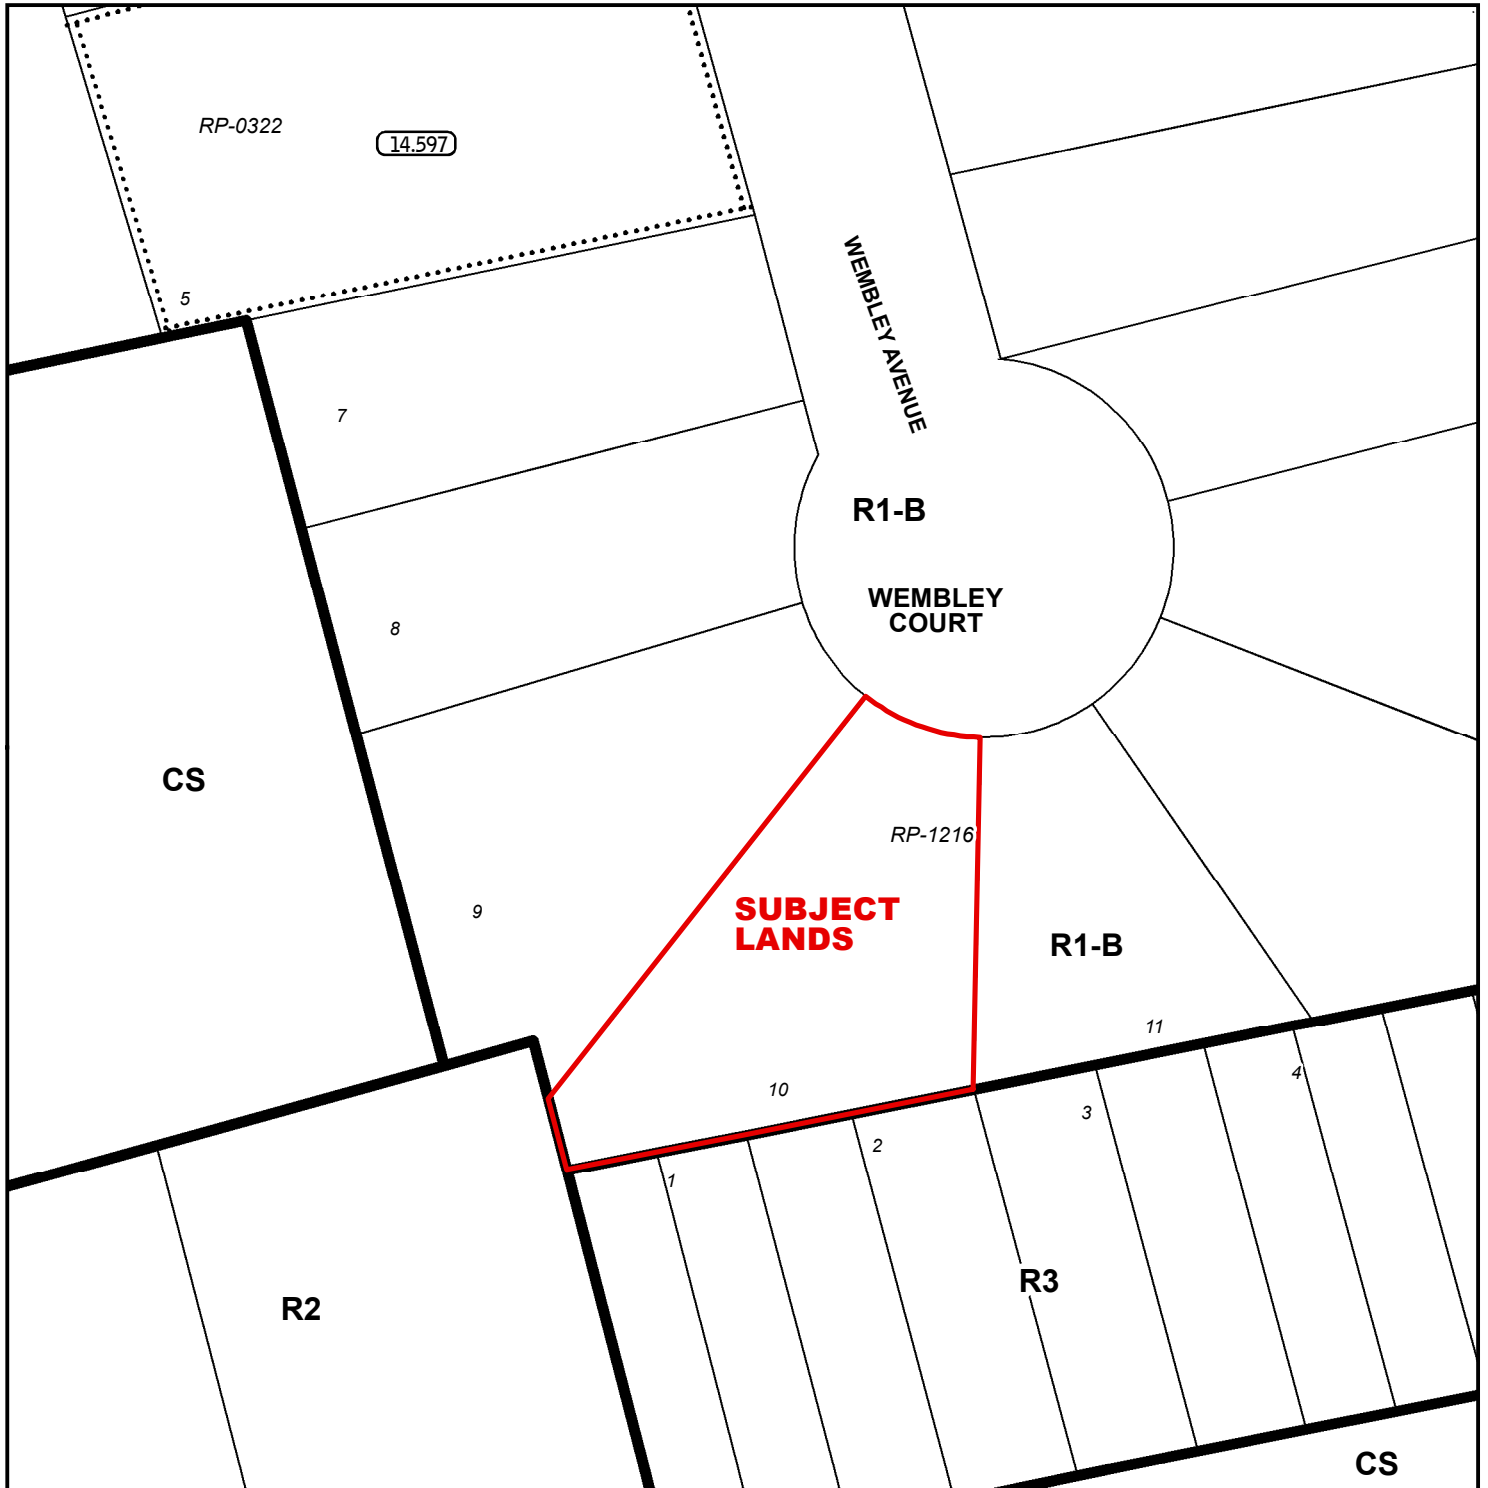 RP-0322
14.597
5
WEMBLEY AVENUE
7
R1-B
WEMBLEY
COURT
8
CS
RP-1216
SUBJECT
LANDS
9
R1-B
11
10
4
3
2
1
R3
R2
CS